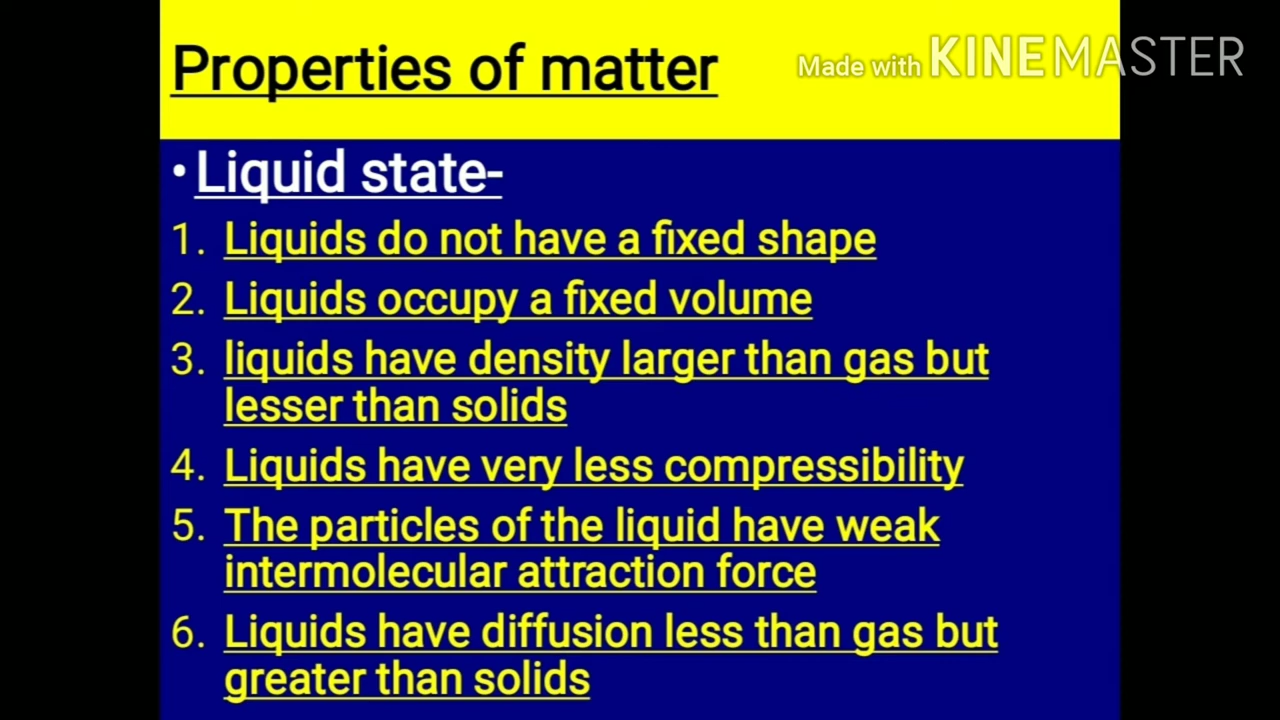 Properties of matter
Made with KINEMASTER
• Liquid state-
1. Liquids do not have a fixed shape
2. Liquids occupy a fixed volume
3. liquids have density larger than gas but
lesser than solids
4. Liquids have very less compressibility
5. The particles of the liquid have weak
intermolecular attraction force
6. Liquids have diffusion less than gas but
greater than solids